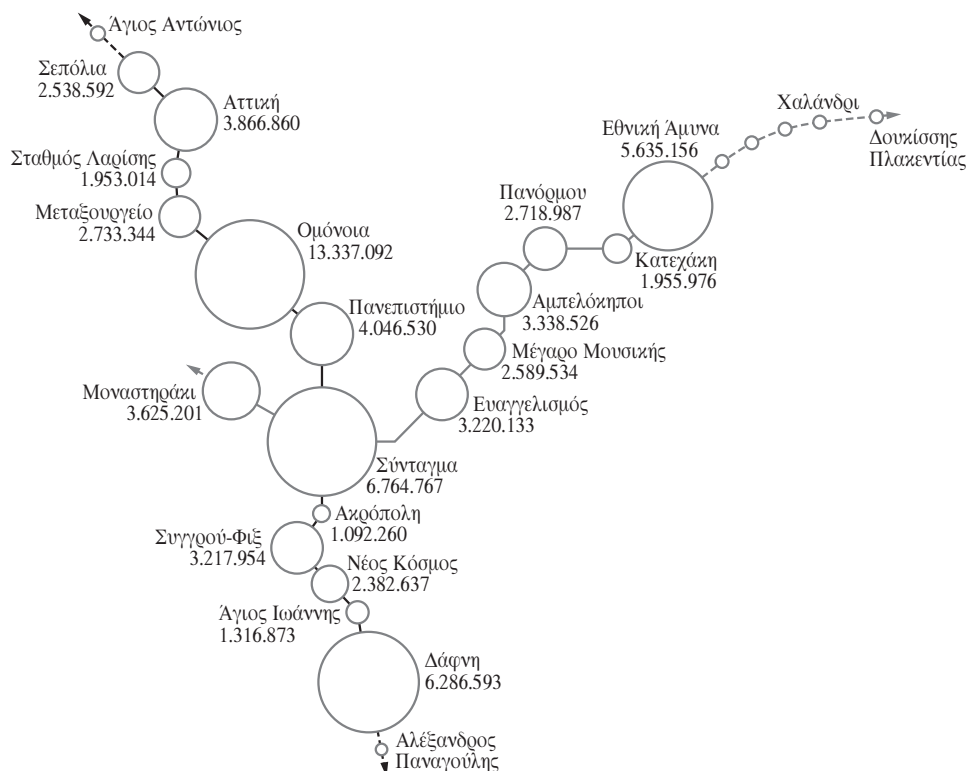 Άγιος Αντώνιος
Σεπόλια
2.538.592
Αττική
3.866.860
Σταθμός Λαρίσης
1.953.014
Μεταξουργείο
2.733.344
Ομόνοια
13.337.092
Πανεπιστήμιο
4.046.530
Μοναστηράκι
3.625.201
Σύνταγμα
6.764.767
Χαλάνδρι
Δουκίσσης
Πλακεντίας
Εθνική Άμυνα
5.635.156
Πανόρμου
2.718.987
Κατεχάκη
1.955.976
Αμπελόκηποι
3.338.526
Μέγαρο Μουσικής
2.589.534
Ευαγγελισμός
3.220.133
Ακρόπολη
1.092.260
Συγγρού-Φιξ
3.217.954
Νέος Κόσμος
2.382.637
Άγιος Ιωάννης
1.316.873
Δάφνη
6.286.593
Αλέξανδρος
Παναγούλης